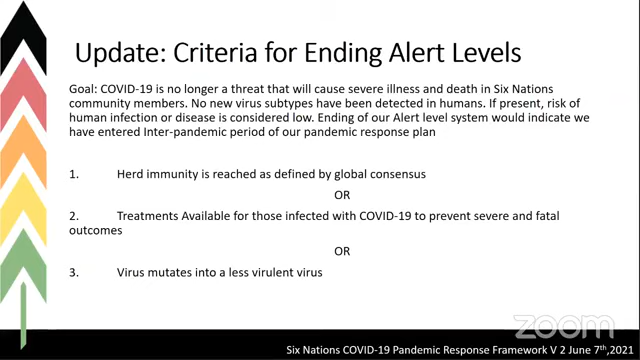 Update: Criteria for Ending Alert Levels
Goal: COVID-19 is no longer a threat that will cause severe illness and death in Six Nations
community members. No new virus subtypes have been detected in humans. If present, risk of
human infection or disease is considered low. Ending of our Alert level system would indicate we
have entered Inter-pandemic period of our pandemic response plan
1. Herd immunity is reached as defined by global consensus
OR
2. Treatments Available for those infected with COVID-19 to prevent severe and fatal
outcomes
OR
3. Virus mutates into a less virulent virus
zoom
Six Nations COVID-19 Pandemic Response Framework V 2 June 7th,2021